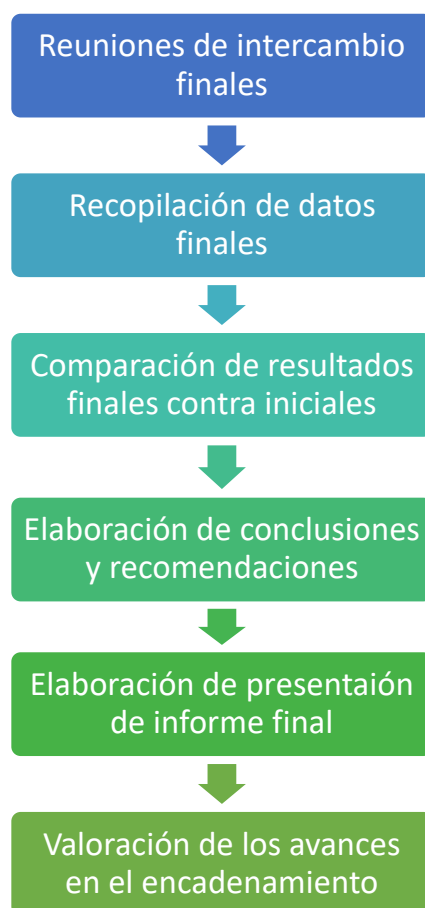 Reuniones de intercambio
finales
Recopilación de datos
finales
Comparación de resultados
finales contra iniciales
Elaboración de conclusiones
y recomendaciones
Elaboración de presentaión
de informe final
Valoración de los avances
en el encadenamiento